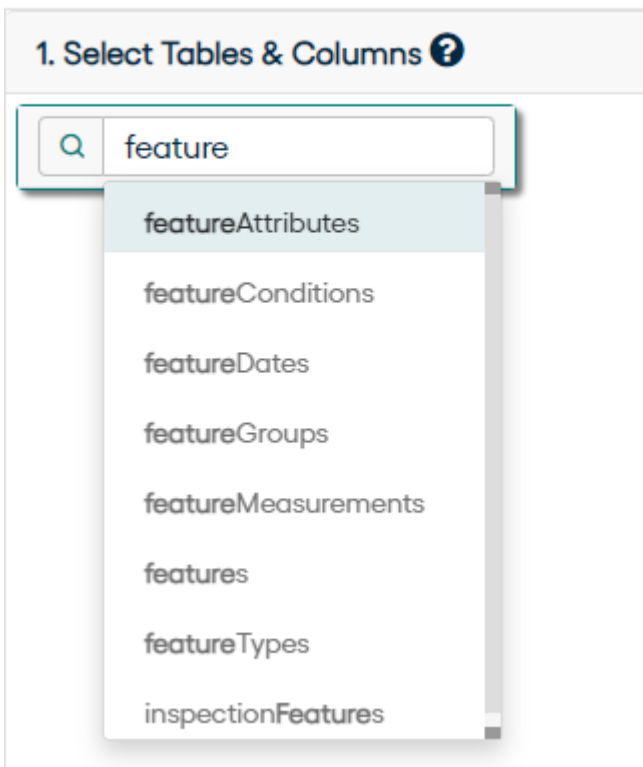 1. Select Tables & Columns ?
feature
featureAttributes
featureConditions
featureDates
featureGroups
featureMeasurements
features
featureTypes
inspectionFeatures